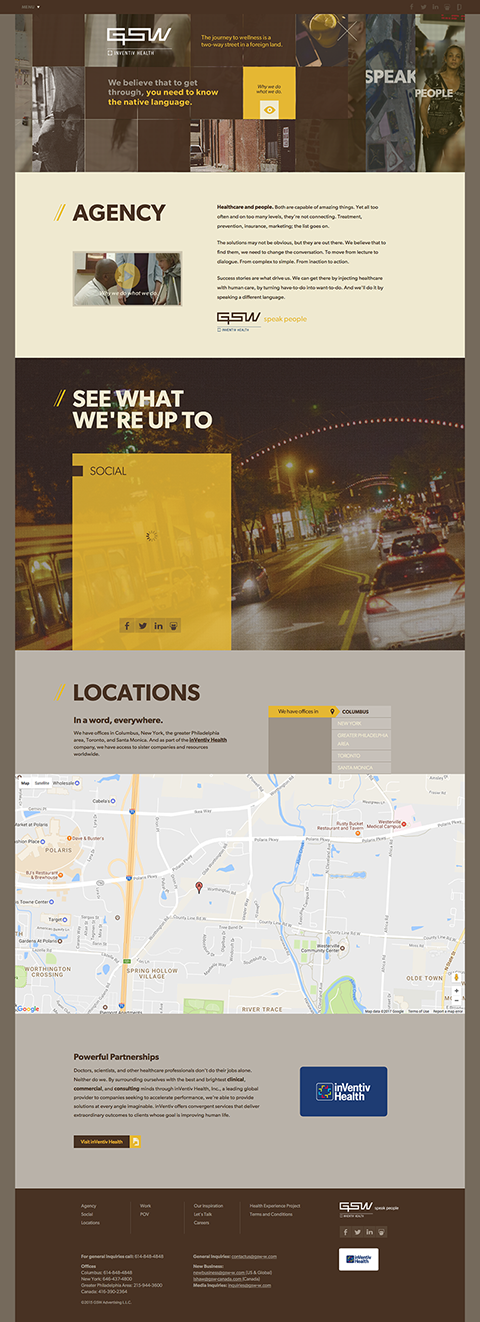 MENU
GSW
INVENTIV HEALTH
The journey to wellness is a
two-way street in a foreign land.
We believe that to get
through, you need to know
the native language.
Why we do
what we do.
SPEAK
PEOPLE
// AGENCY
Healthcare and people. Both are capable of amazing things. Yet all too
often and on too many levels, they're not connecting. Treatment,
prevention, insurance, marketing; the list goes on.
The solutions may not be obvious, but they are out there. We believe that to
find them, we need to change the conversation. To move from lecture to
dialogue. From complex to simple. From inaction to action.
Success stories are what drive us. We can get there by injecting healthcare
with human care, by turning have-to-do into want-to-do. And we'll do it by
speaking a different language.
Why we do what we do.
GSW speak people
INVENTIV HEALTH
// SEE WHAT
WE'RE UP TO
SOCIAL
// LOCATIONS
In a word, everywhere.
We have offices in Columbus, New York, the greater Philadelphia
area, Toronto, and Santa Monica. And as part of the inVentiv Health
company, we have access to sister companies and resources
worldwide.
We have offices in
COLUMBUS
NEW YORK
GREATER PHILADELPHIA
AREA
TORONTO
SANTA MONICA
Map Satellite Wholesale
Cabela's
Market at Polaris
Dave & Buster's
POLARIS
Rusty Bucket
Restaurant and Tavern
Westerville
Medical Campus
Polaris Pkwy
BJ's Restaurant
& Brewhouse
Towne Center
Target
Gardens At Polaris
County Line Rd
Westerville
Community Center
WORTHINGTON
CROSSING
SPRING HOLLOW
VILLAGE
OLDE TOWN
RIVER TRACE
Google
Map data ©2017 Google Terms of Use Report a map error
Powerful Partnerships
Doctors, scientists, and other healthcare professionals don't do their jobs alone.
Neither do we. By surrounding ourselves with the best and brightest clinical,
commercial, and consulting minds through inVentiv Health, Inc., a leading global
provider to companies seeking to accelerate performance, we're able to provide
solutions at every angle imaginable. inVentiv offers convergent services that deliver
extraordinary outcomes to clients whose goal is improving human life.
inVentiv
Health
Visit inVentiv Health
Agency
Social
Locations
Work
POV
Our Inspiration
Let's Talk
Careers
Health Experience Project
Terms and Conditions
GSW speak people
INVENTIV HEALTH
inVentiv
Health
For general inquiries call: 614-848-4848
Offices
Columbus: 614-848-4848
New York: 646-437-4800
Greater Philadelphia Area: 215-944-3600
Canada: 416-390-2364
©2015 GSW Advertising L.L.C.
General Inquiries: contactus@gsw-w.com
New Business:
newbusiness@gsw-w.com (US & Global)
lshaw@gsw-canada.com (Canada)
Media Inquiries: inquiries@gsw-w.com